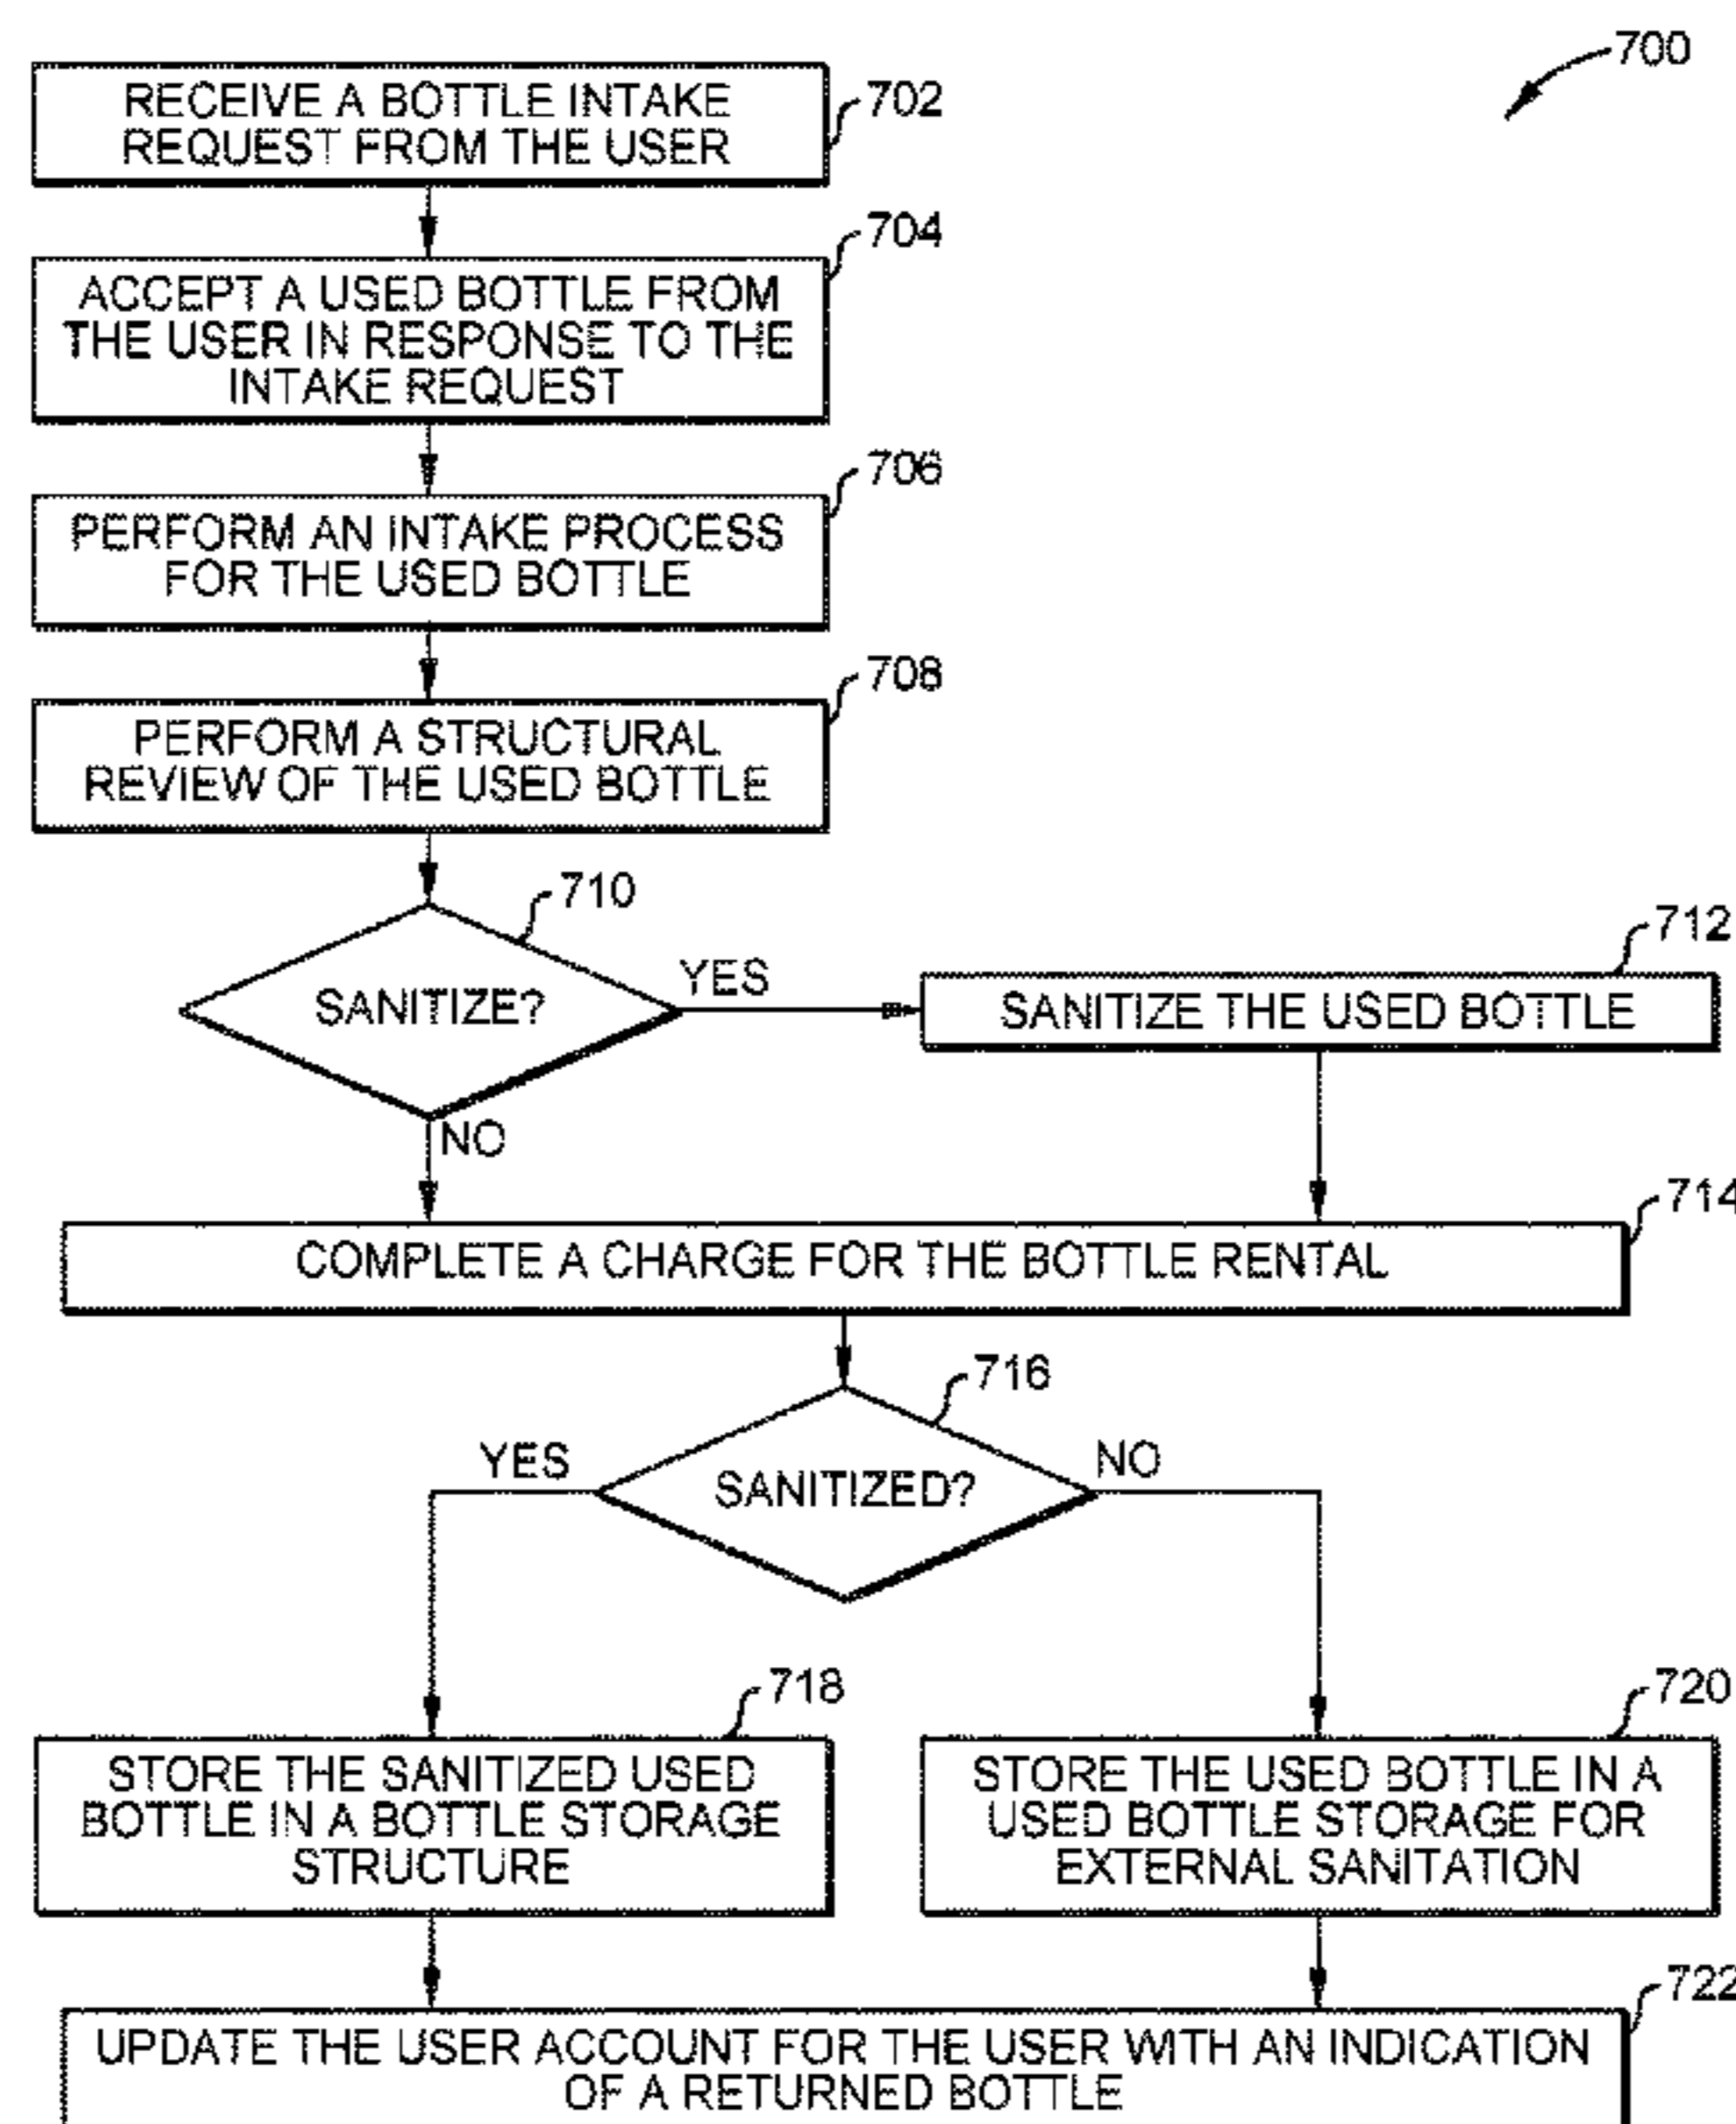 700
RECEIVE A BOTTLE INTAKE
REQUEST FROM THE USER
702
704
ACCEPT A USED BOTTLE FROM
THE USER IN RESPONSE TO THE
INTAKE REQUEST
706
PERFORM AN INTAKE PROCESS
FOR THE USED BOTTLE
708
PERFORM A STRUCTURAL
REVIEW OF THE USED BOTTLE
710
SANITIZE?
YES
NO
712
SANITIZE THE USED BOTTLE
714
COMPLETE A CHARGE FOR THE BOTTLE RENTAL
716
SANITIZED?
YES
NO
718
STORE THE SANITIZED USED
BOTTLE IN A BOTTLE STORAGE
STRUCTURE
720
STORE THE USED BOTTLE IN A
USED BOTTLE STORAGE FOR
EXTERNAL SANITATION
722
UPDATE THE USER ACCOUNT FOR THE USER WITH AN INDICATION
OF A RETURNED BOTTLE